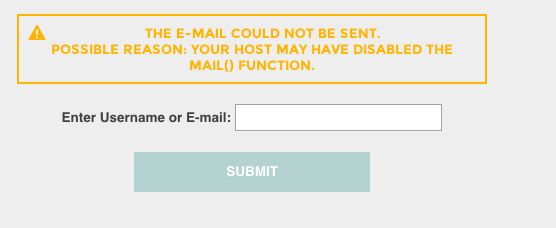 THE E-MAIL COULD NOT BE SENT.
POSSIBLE REASON: YOUR HOST MAY HAVE DISABLED THE
MAIL() FUNCTION.
Enter Username or E-mail:
SUBMIT